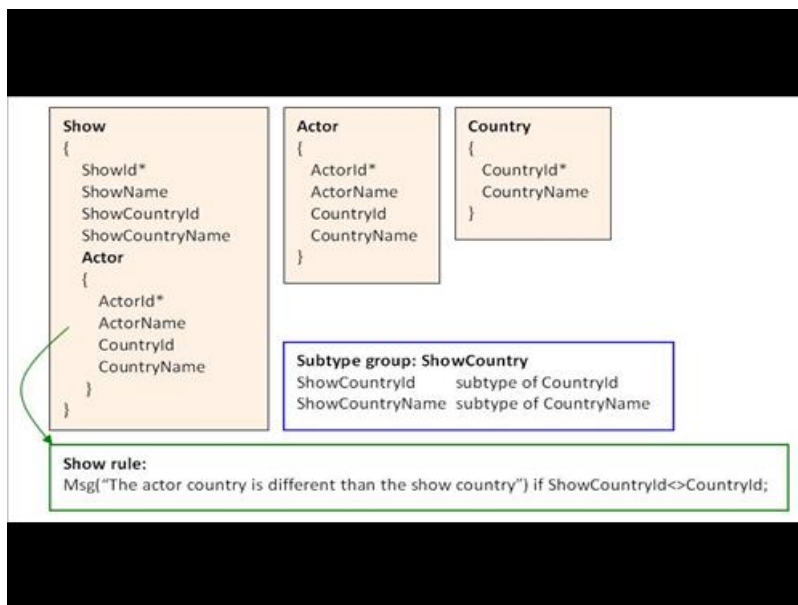 Show
{
ShowId*
ShowName
ShowCountryId
ShowCountryName
Actor
{
ActorId*
ActorName
CountryId
CountryName
}
}
Actor
{
ActorId*
ActorName
CountryId
CountryName
}
Country
{
CountryId*
CountryName
}
Subtype group: ShowCountry
ShowCountryId subtype of CountryId
ShowCountryName subtype of CountryName
Show rule:
Msg(“The actor country is different than the show country”) if ShowCountryId<>CountryId;